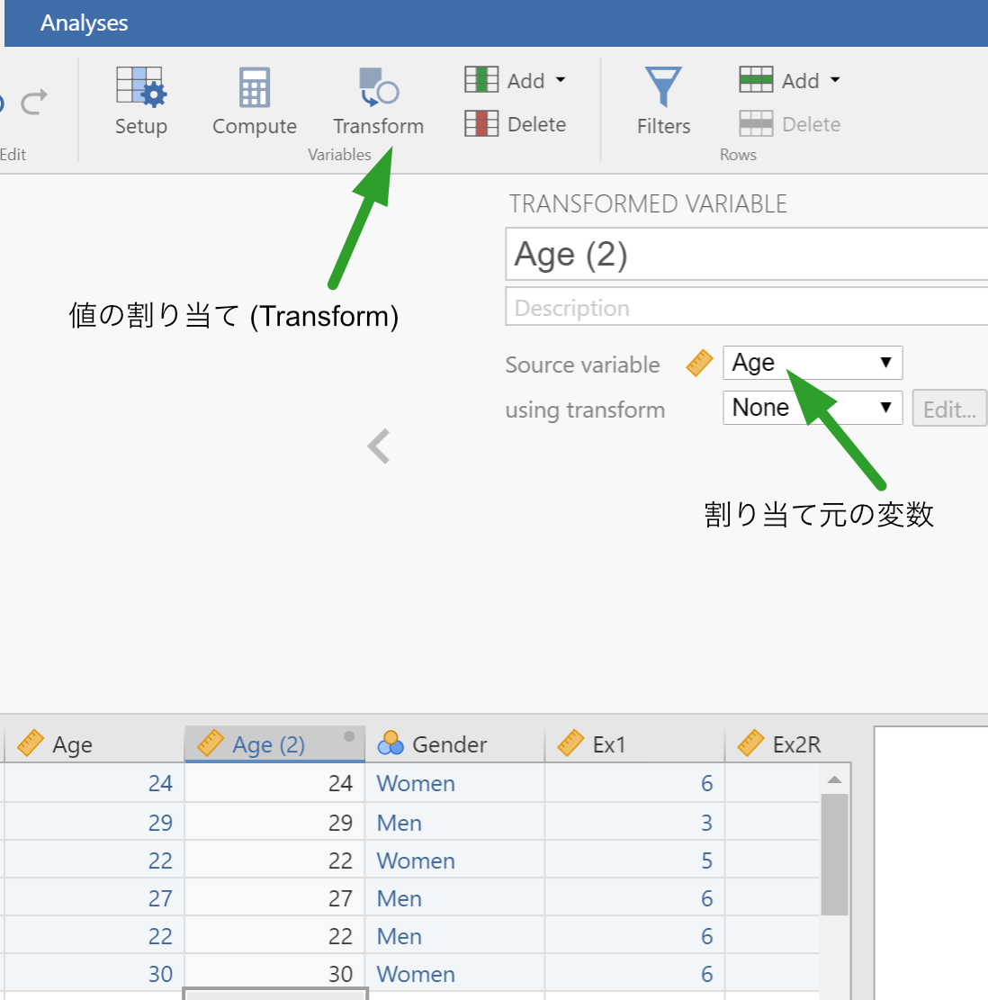 Analyses
Setup
Compute
Transform
Add
Delete
Filters
Add
Delete
Edit
Variables
Rows
TRANSFORMED VARIABLE
Age (2)
Description
値の割り当て (Transform)
Source variable
Age
using transform
None
Edit...
割り当て元の変数
Age Age (2) Gender Ex1 Ex2R
24 24 Women 6
29 29 Men 3
22 22 Women 5
27 27 Men 6
22 22 Men 6
30 30 Women 6